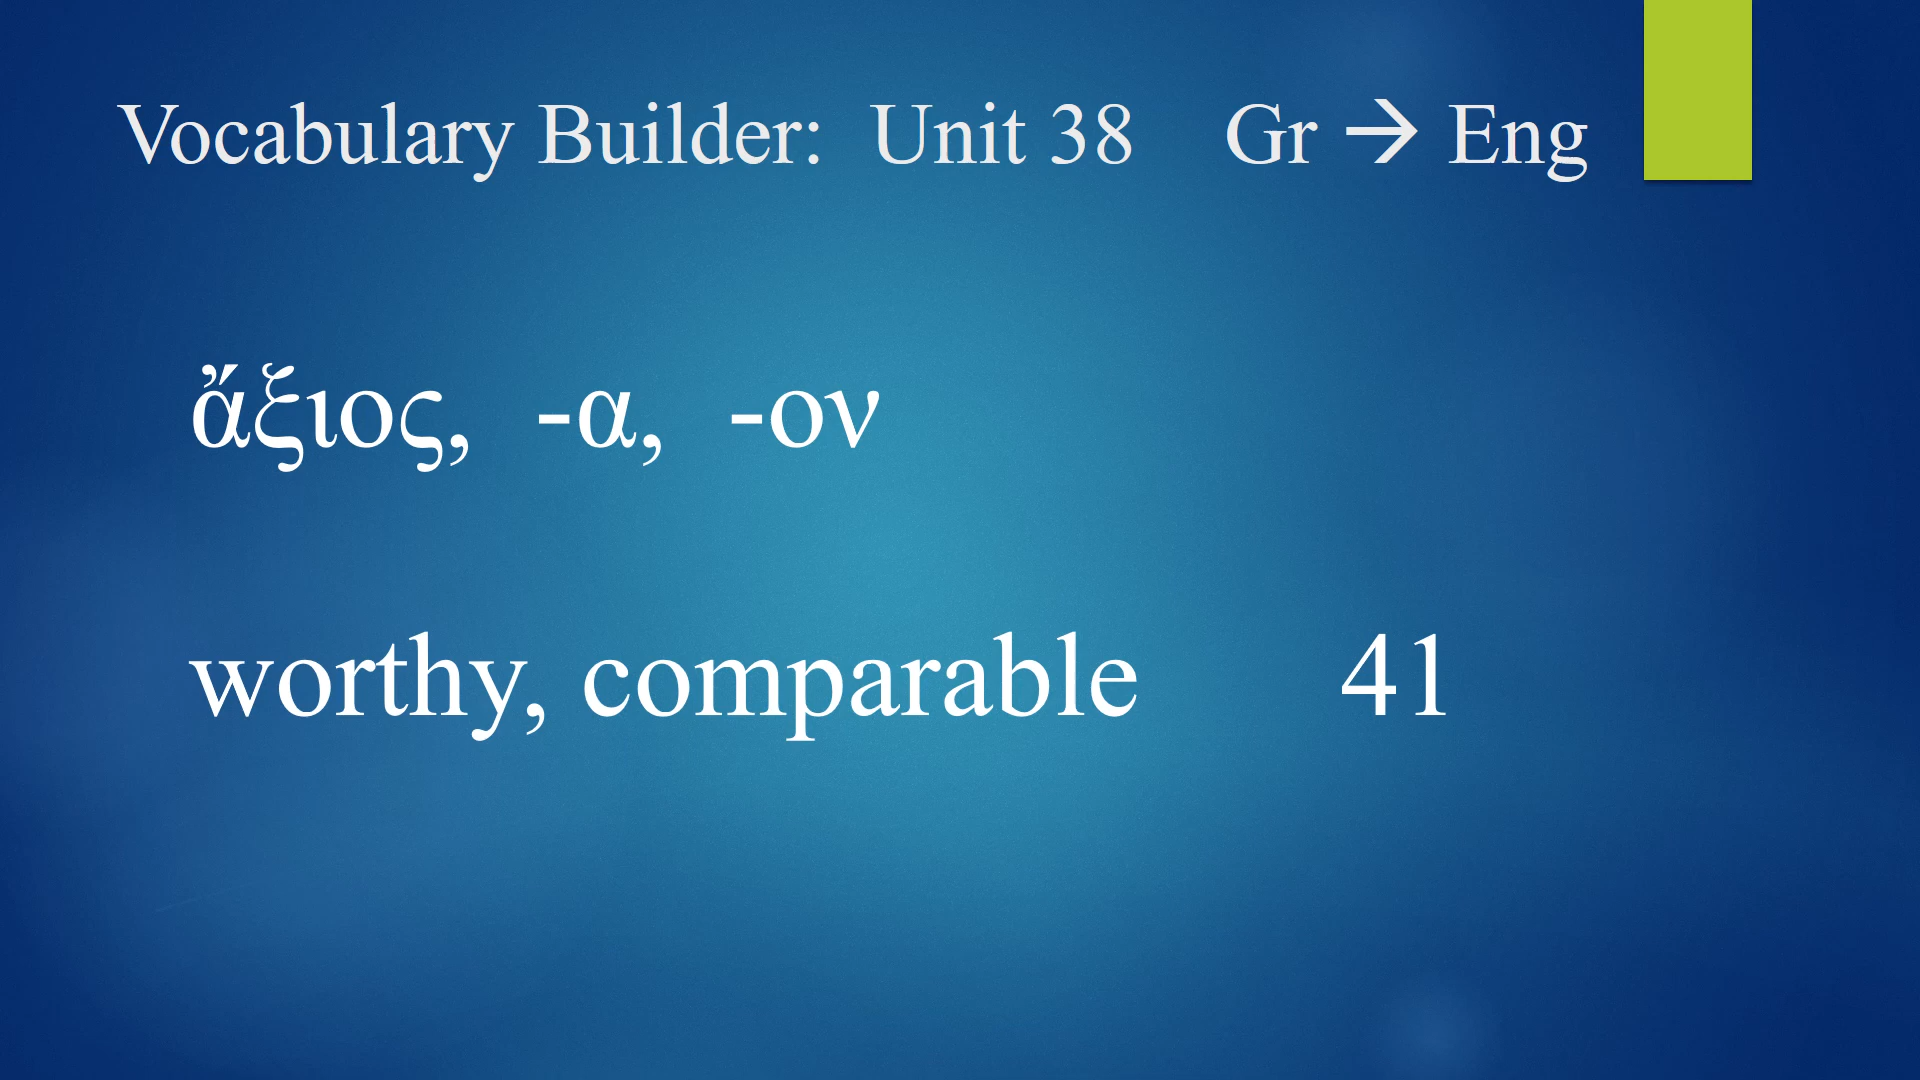 Vocabulary Builder: Unit 38 Gr → Eng
ἄξιος, -α, -ον
worthy, comparable 41